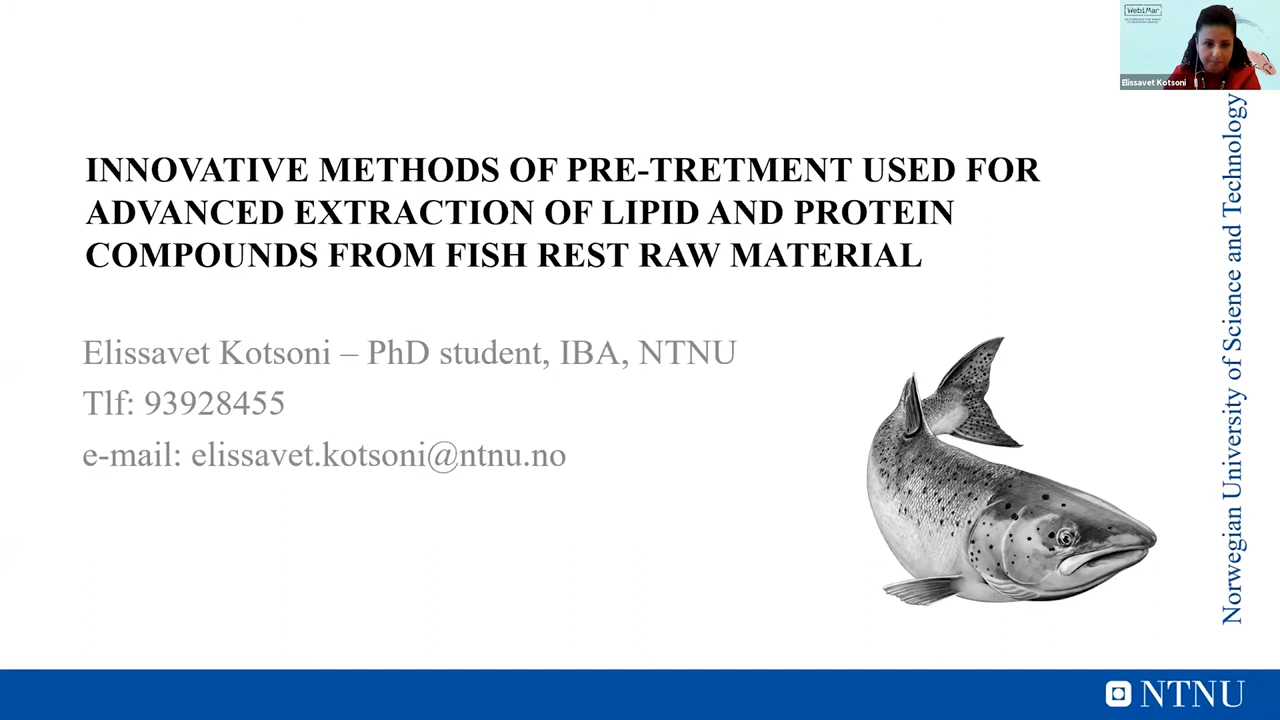 WebiMar
Elissavet Kotsoni
INNOVATIVE METHODS OF PRE-TRETMENT USED FOR
ADVANCED EXTRACTION OF LIPID AND PROTEIN
COMPOUNDS FROM FISH REST RAW MATERIAL
Elissavet Kotsoni – PhD student, IBA, NTNU
Tlf: 93928455
e-mail: elissavet.kotsoni@ntnu.no
Norwegian University of Science and Technology
NTNU